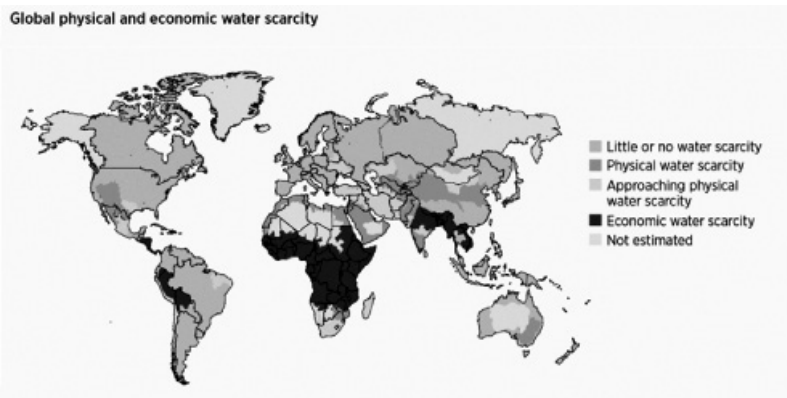 Global physical and economic water scarcity
Little or no water scarcity
Physical water scarcity
Approaching physical
water scarcity
Economic water scarcity
Not estimated